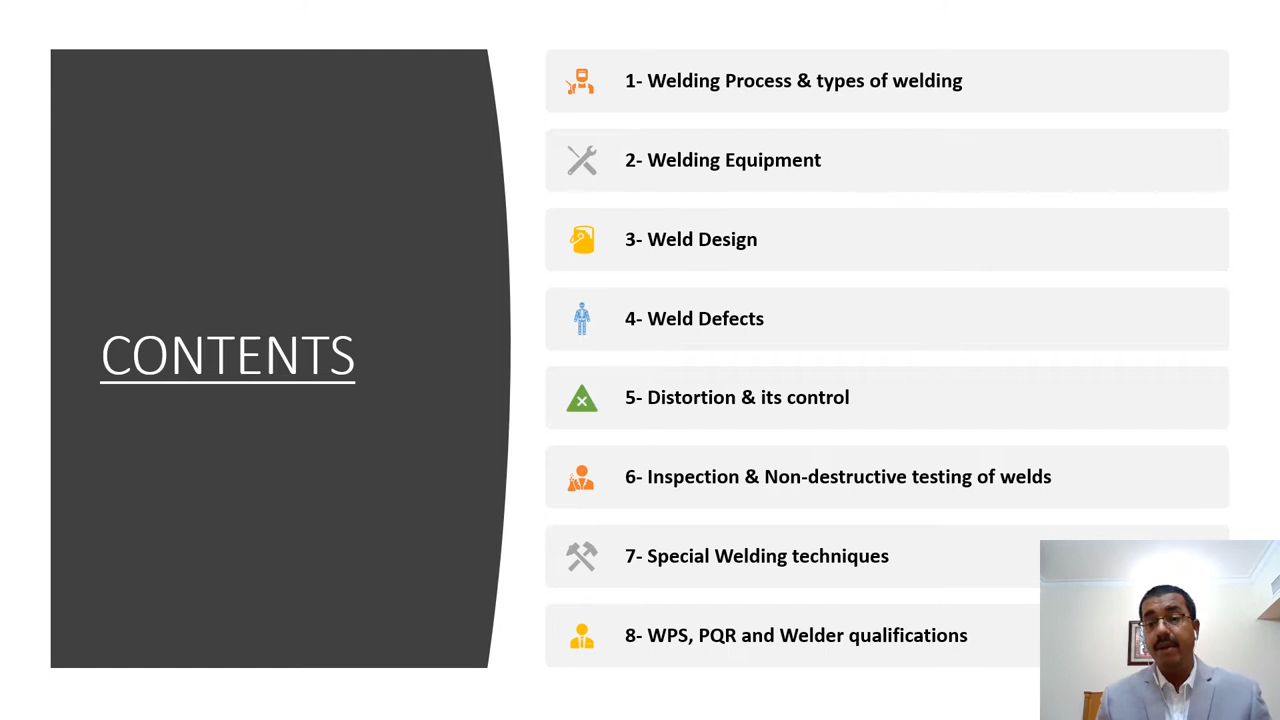 CONTENTS
1- Welding Process & types of welding
2- Welding Equipment
3- Weld Design
4- Weld Defects
5- Distortion & its control
6- Inspection & Non-destructive testing of welds
7- Special Welding techniques
8- WPS, PQR and Welder qualifications